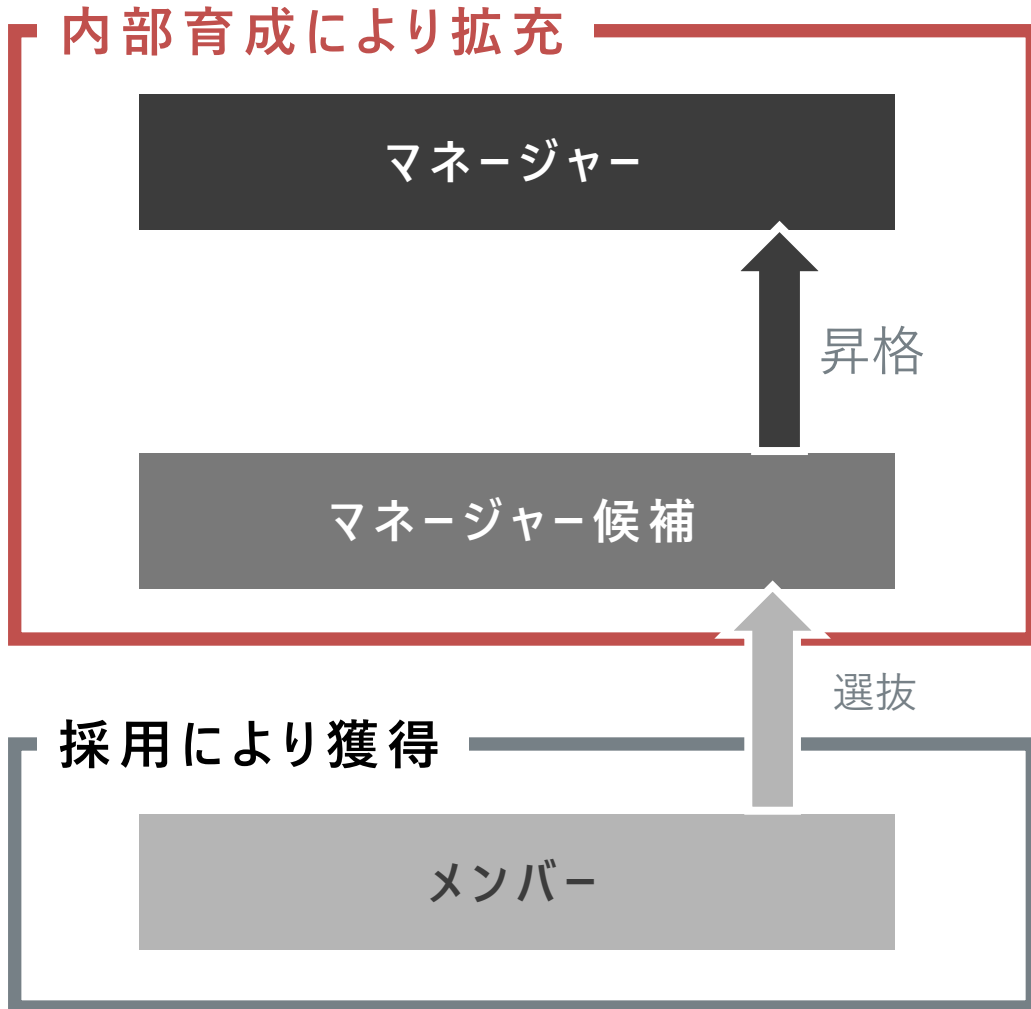 内部育成により拡充
マネージャー
昇格
マネージャー候補
選抜
採用により獲得
メンバー